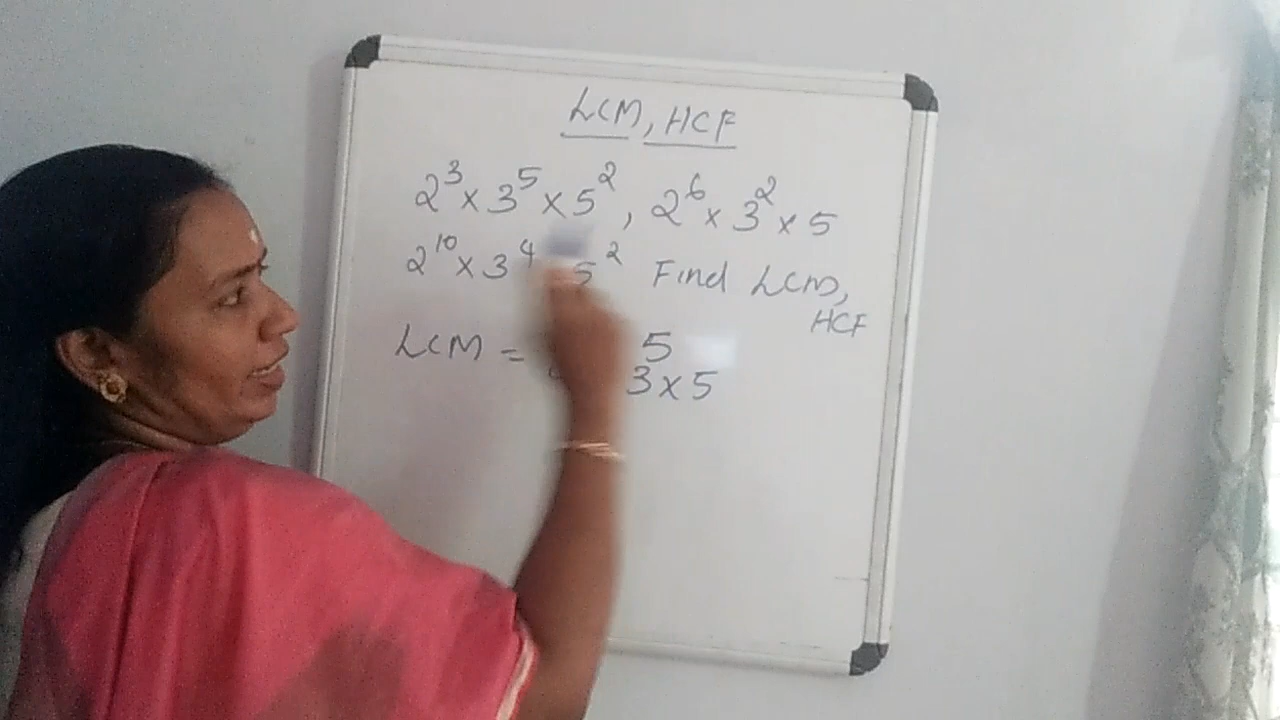 LCM, HCF
2³ x 3⁵ x 5², 2⁶ x 3² x 5
2¹⁰ x 3⁴ 5² Find LCM,
HCF
LCM = 5
3 x 5